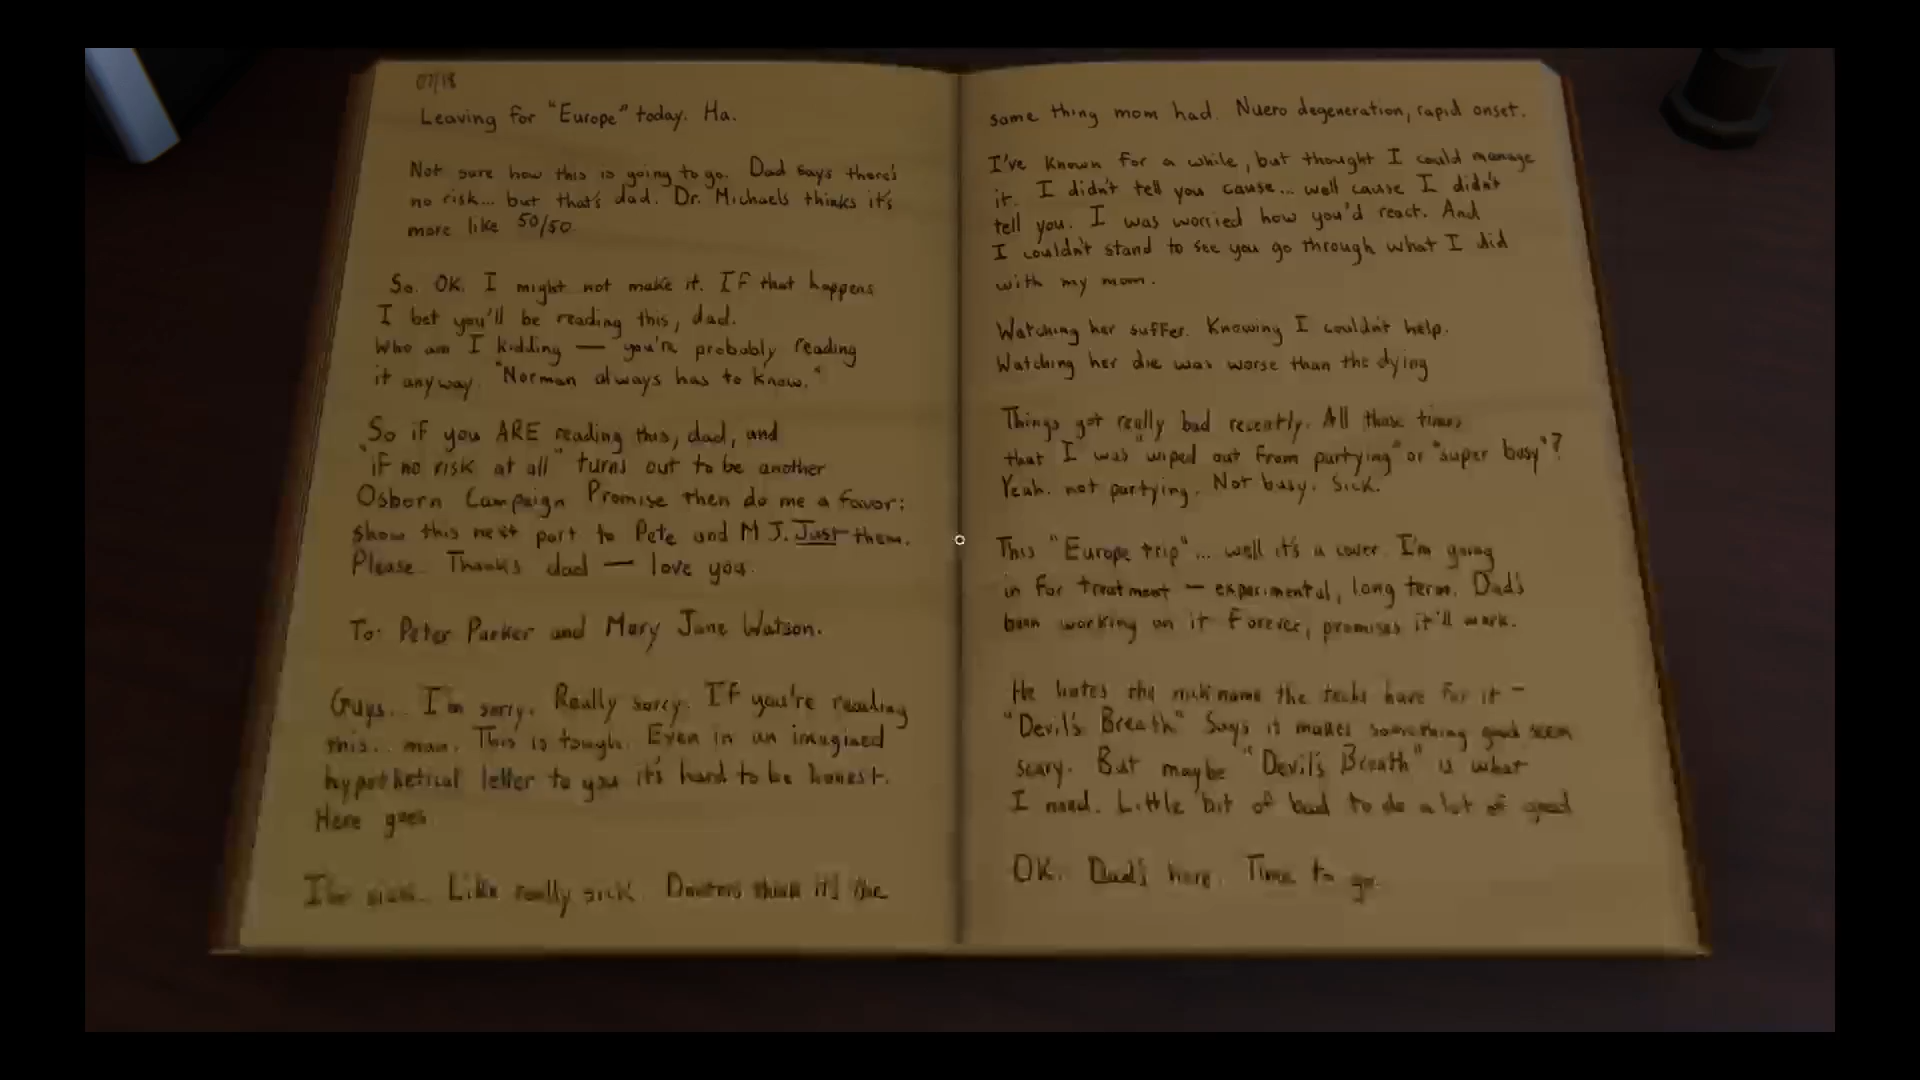 07/18
Leaving for "Europe" today. Ha.
Not sure how this is going to go. Dad says there's
no risk... but that's dad. Dr. Michaels thinks it's
more like 50/50
So. OK. I might not make it. If that happens
I bet you'll be reading this, dad.
Who am I kidding — you're probably reading
it anyway. "Norman always has to know."
So if you ARE reading this, dad, and
"if no risk at all" turns out to be another
Osborn Campaign Promise then do me a favor:
show this next part to Pete and MJ. Just them.
Please. Thanks dad — love you.
To: Peter Parker and Mary Jane Watson.
Guys... I'm sorry. Really sorry. If you're reading
this... man. This is tough. Even in an imagined
hypothetical letter to you it's hard to be honest.
Here goes.
I'm sick. Like really sick. Doctors think it's the
same thing mom had. Nuero degeneration, rapid onset.
I've known for a while, but thought I could manage
it. I didn't tell you cause... well cause I didn't
tell you. I was worried how you'd react. And
I couldn't stand to see you go through what I did
with my mom.
Watching her suffer. Knowing I couldn't help.
Watching her die was worse than the dying
Things got really bad recently. All those times
that I was "wiped out from partying" or "super busy"?
Yeah. not partying. Not busy. Sick.
This "Europe trip"... well it's a cover. I'm going
in for treatment — experimental, long term. Dad's
been working on it forever, promises it'll work.
He hates the nickname the techs have for it -
"Devil's Breath" Says it makes something good seem
scary. But maybe "Devil's Breath" is what
I need. Little bit of bad to do a lot of good
OK. Dad's here. Time to go.